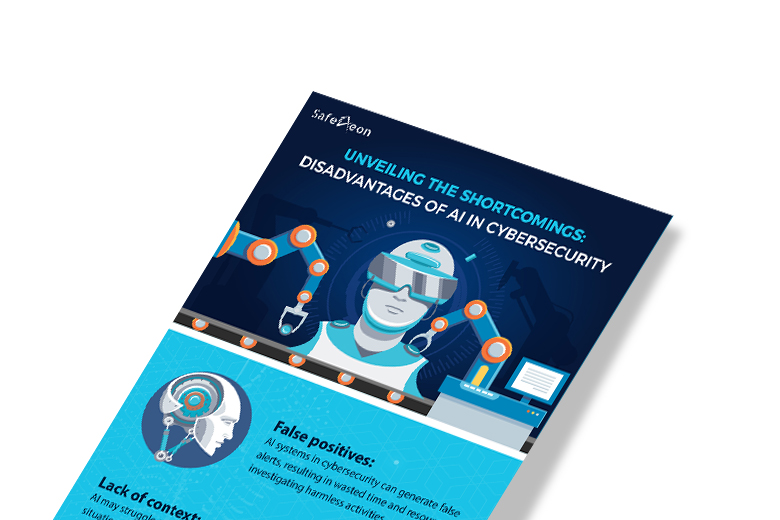 SafeAeon
UNVEILING THE SHORTCOMINGS:
DISADVANTAGES OF AI IN CYBERSECURITY
False positives:
AI systems in cybersecurity can generate false
alerts, resulting in wasted time and
investigating harmless activities.
Lack of context:
AI may struggle